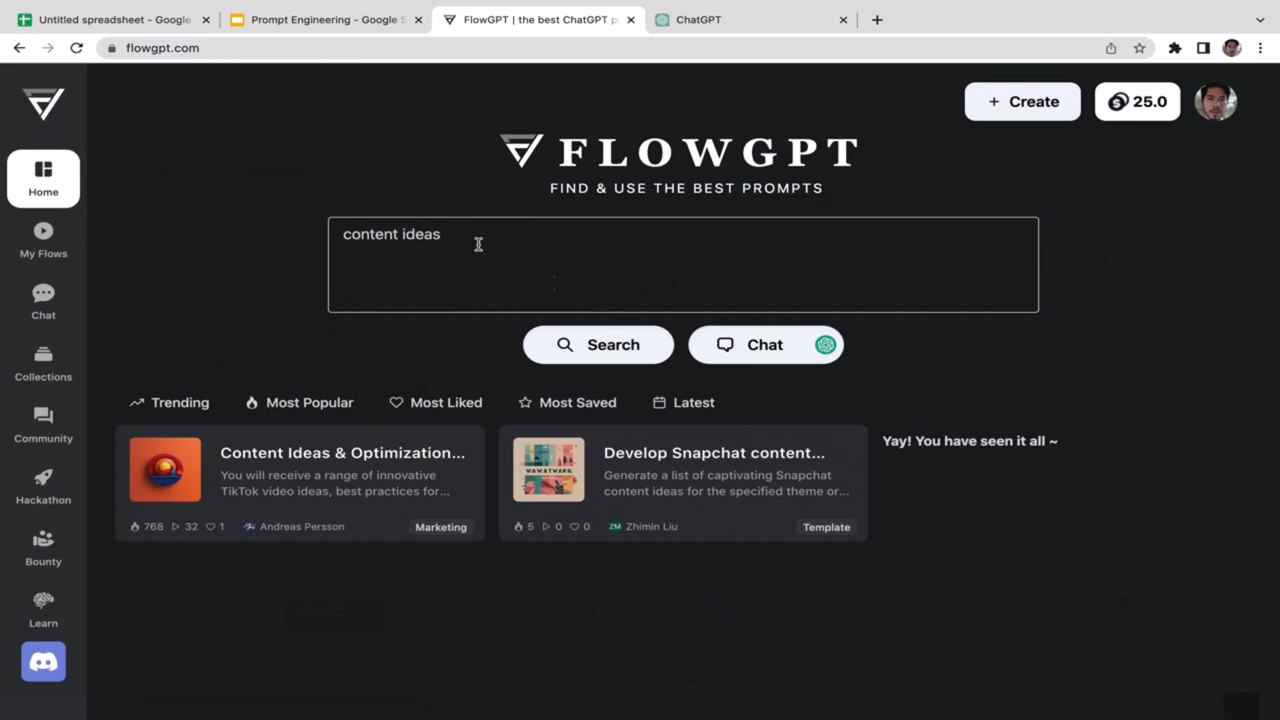 Untitled spreadsheet - Google
Prompt Engineering - Google S
FlowGPT | the best ChatGPT p
ChatGPT
flowgpt.com
+ Create
25.0
FLOWGPT
FIND & USE THE BEST PROMPTS
Home
My Flows
Chat
Collections
Community
Hackathon
Bounty
Learn
content ideas
Search
Chat
Trending
Most Popular
Most Liked
Most Saved
Latest
Content Ideas & Optimization...
You will receive a range of innovative
TikTok video ideas, best practices for...
768 32 1 Andreas Persson Marketing
Develop Snapchat content...
Generate a list of captivating Snapchat
content ideas for the specified theme or...
5 0 0 ZM Zhimin Liu Template
Yay! You have seen it all ~